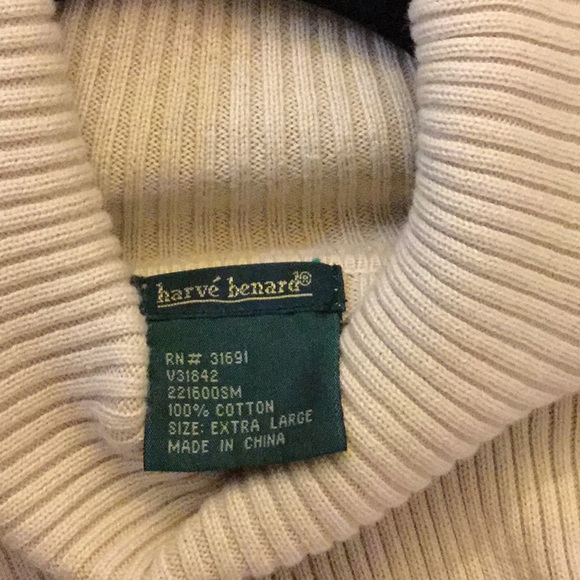 harvé benard®
RN# 31691
V31842
221600SM
100% COTTON
SIZE: EXTRA LARGE
MADE IN CHINA